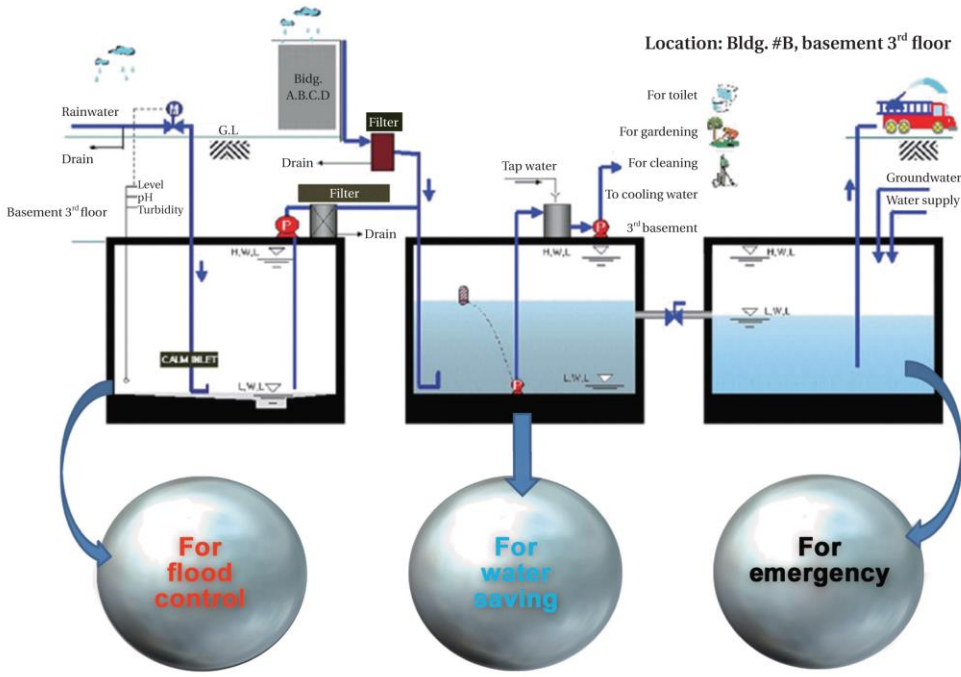 Location: Bldg. #B, basement 3rd floor
Bidg.
A.B.C.D
Rainwater
M
Filter
G.L
Drain
Drain
For toilet
For gardening
For cleaning
To cooling water
3rd basement
Tap water
Groundwater
Water supply
Level
pH
Turbidity
Basement 3rd floor
Filter
P
Drain
P
H,W,L
H,W,L
H,W,L
L,W,L
CALM INLET
L,W,L
P
L,W,L
For
flood
control
For
water
saving
For
emergency